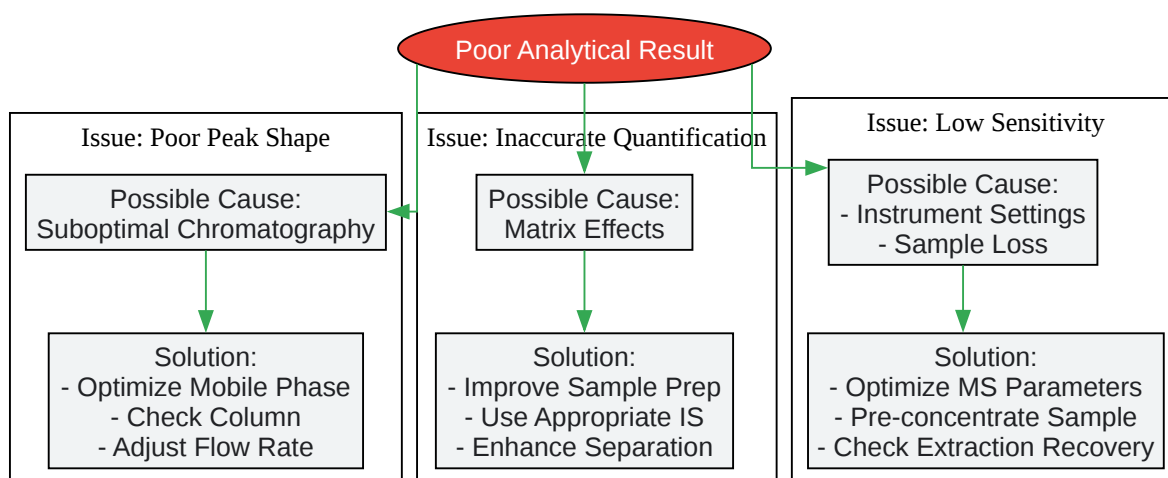 Poor Analytical Result
Issue: Poor Peak Shape
Possible Cause:
Suboptimal Chromatography
Solution:
- Optimize Mobile Phase
- Check Column
- Adjust Flow Rate
Issue: Inaccurate Quantification
Possible Cause:
Matrix Effects
Solution:
- Improve Sample Prep
- Use Appropriate IS
- Enhance Separation
Issue: Low Sensitivity
Possible Cause:
- Instrument Settings
- Sample Loss
Solution:
- Optimize MS Parameters
- Pre-concentrate Sample
- Check Extraction Recovery